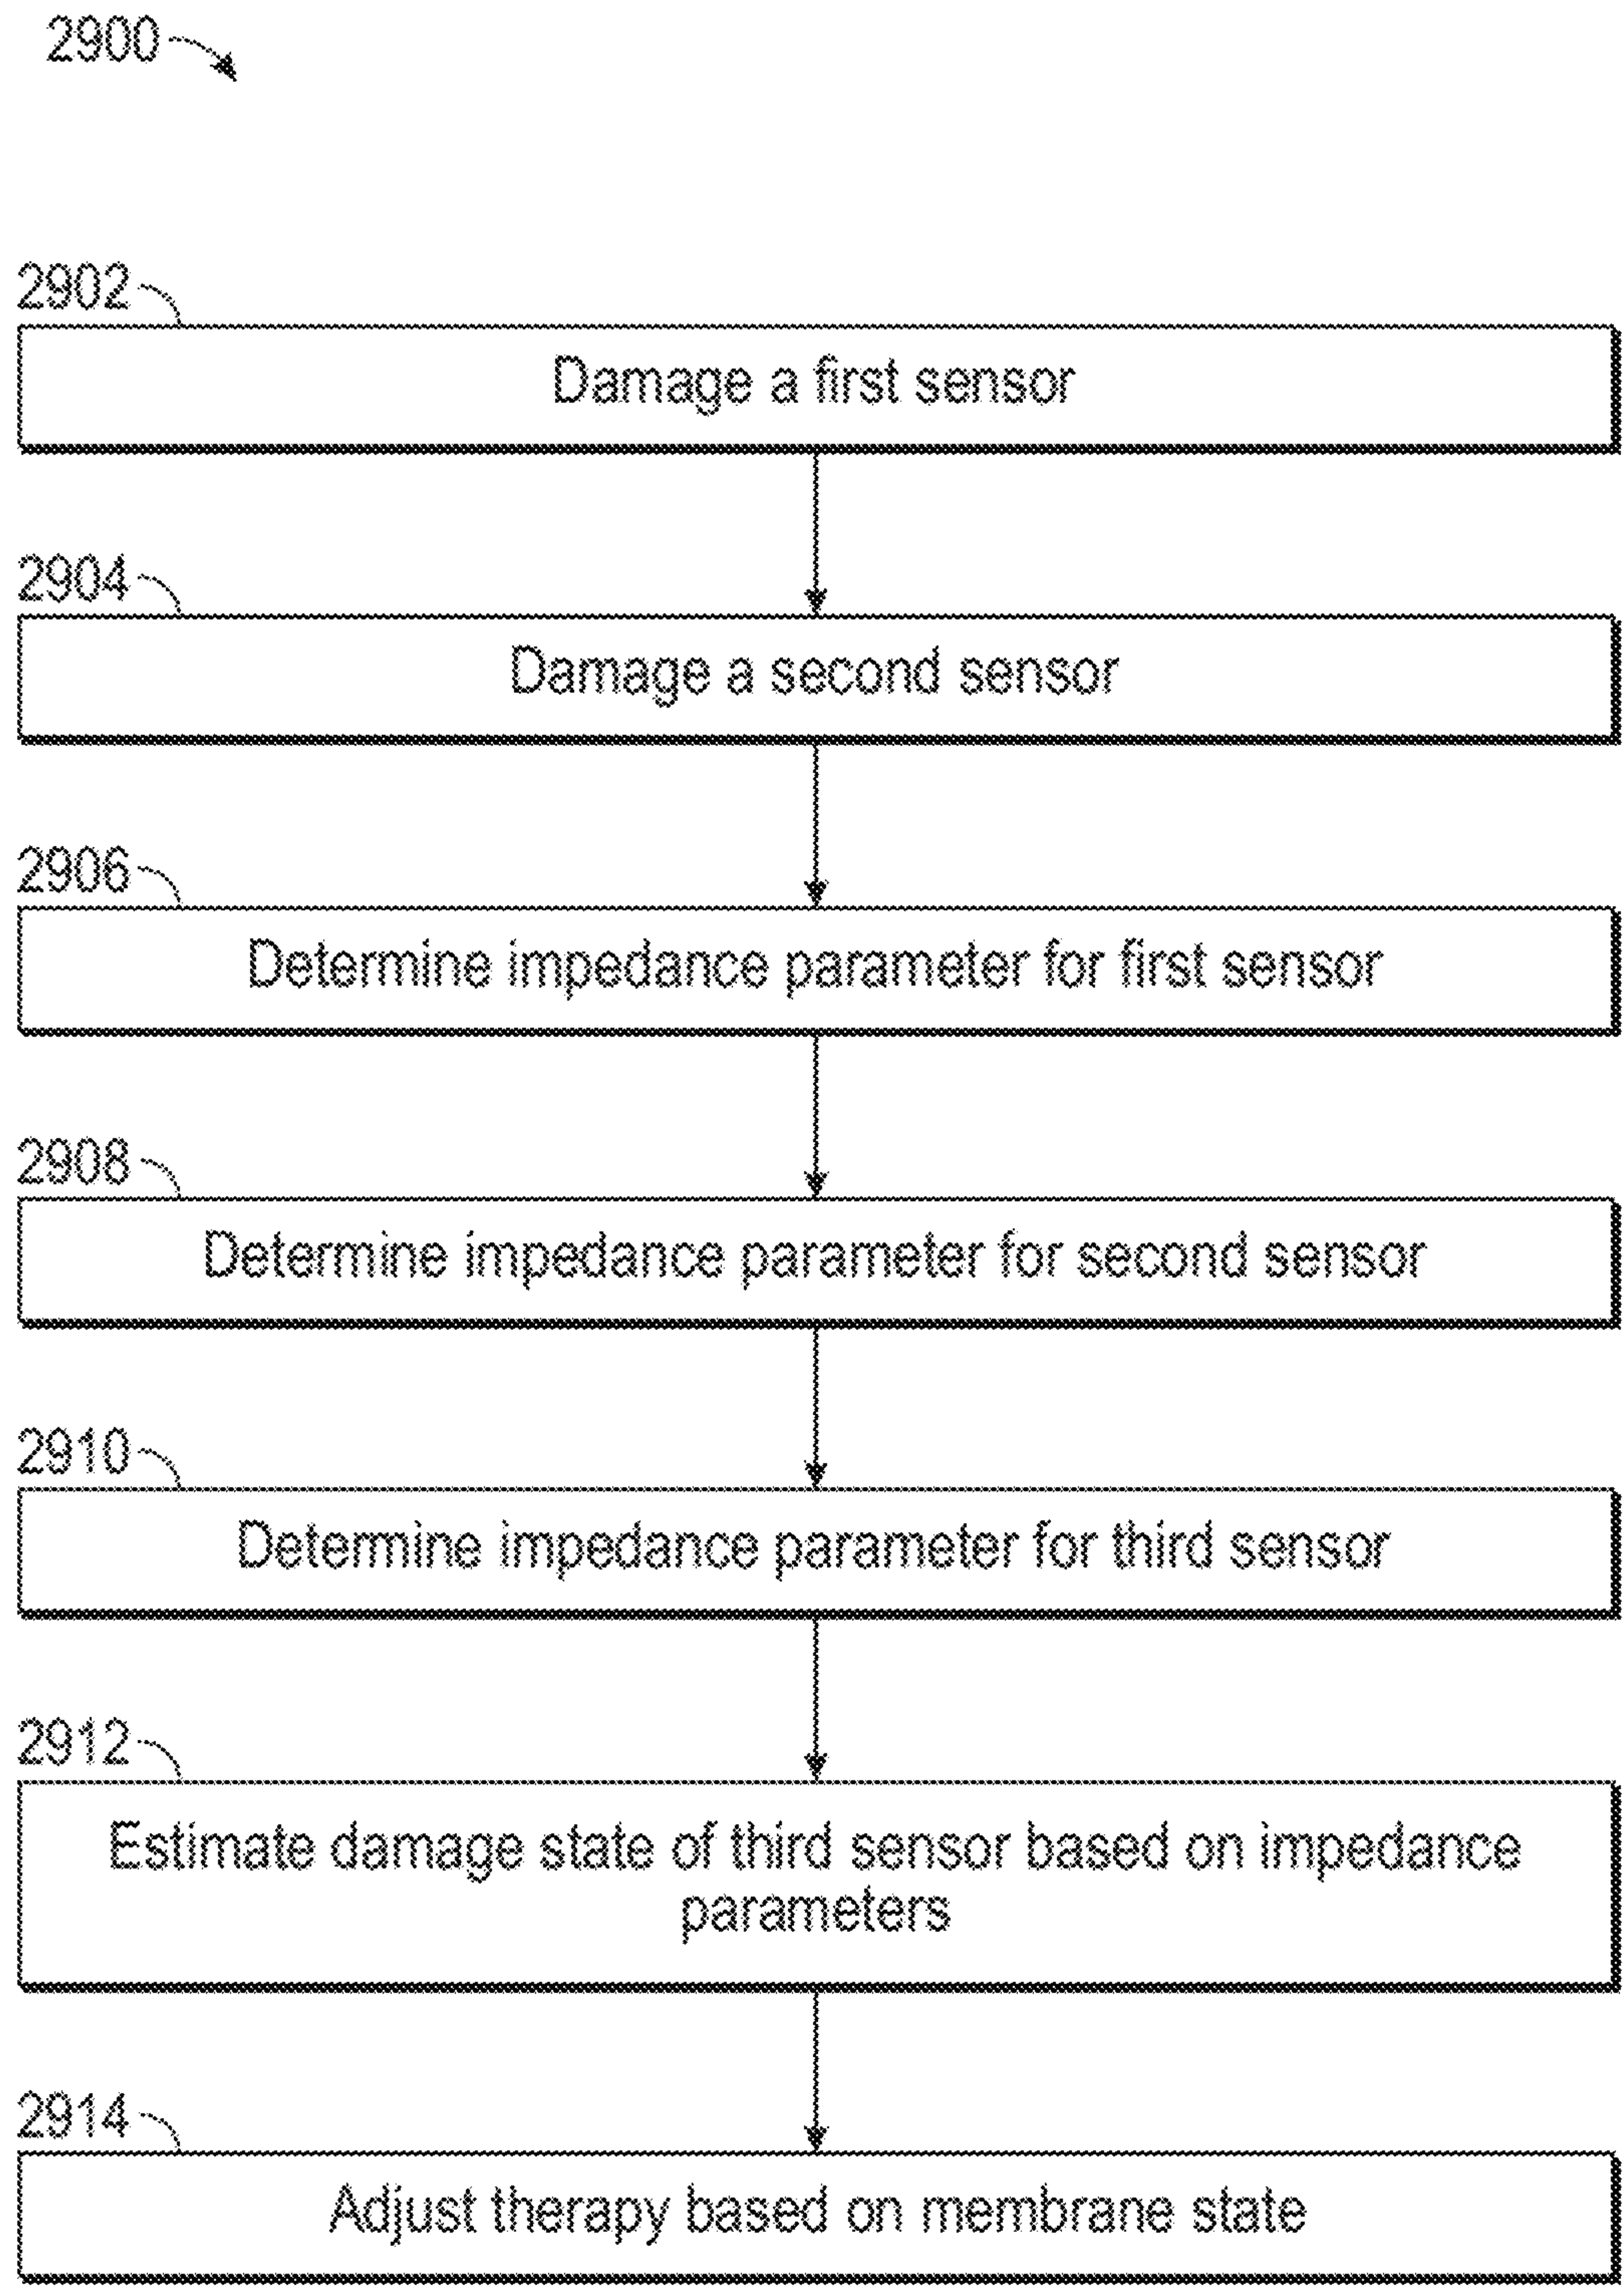 2900
2902
Damage a first sensor
2904
Damage a second sensor
2906
Determine impedance parameter for first sensor
2908
Determine impedance parameter for second sensor
2910
Determine impedance parameter for third sensor
2912
Estimate damage state of third sensor based on impedance
parameters
2914
Adjust therapy based on membrane state